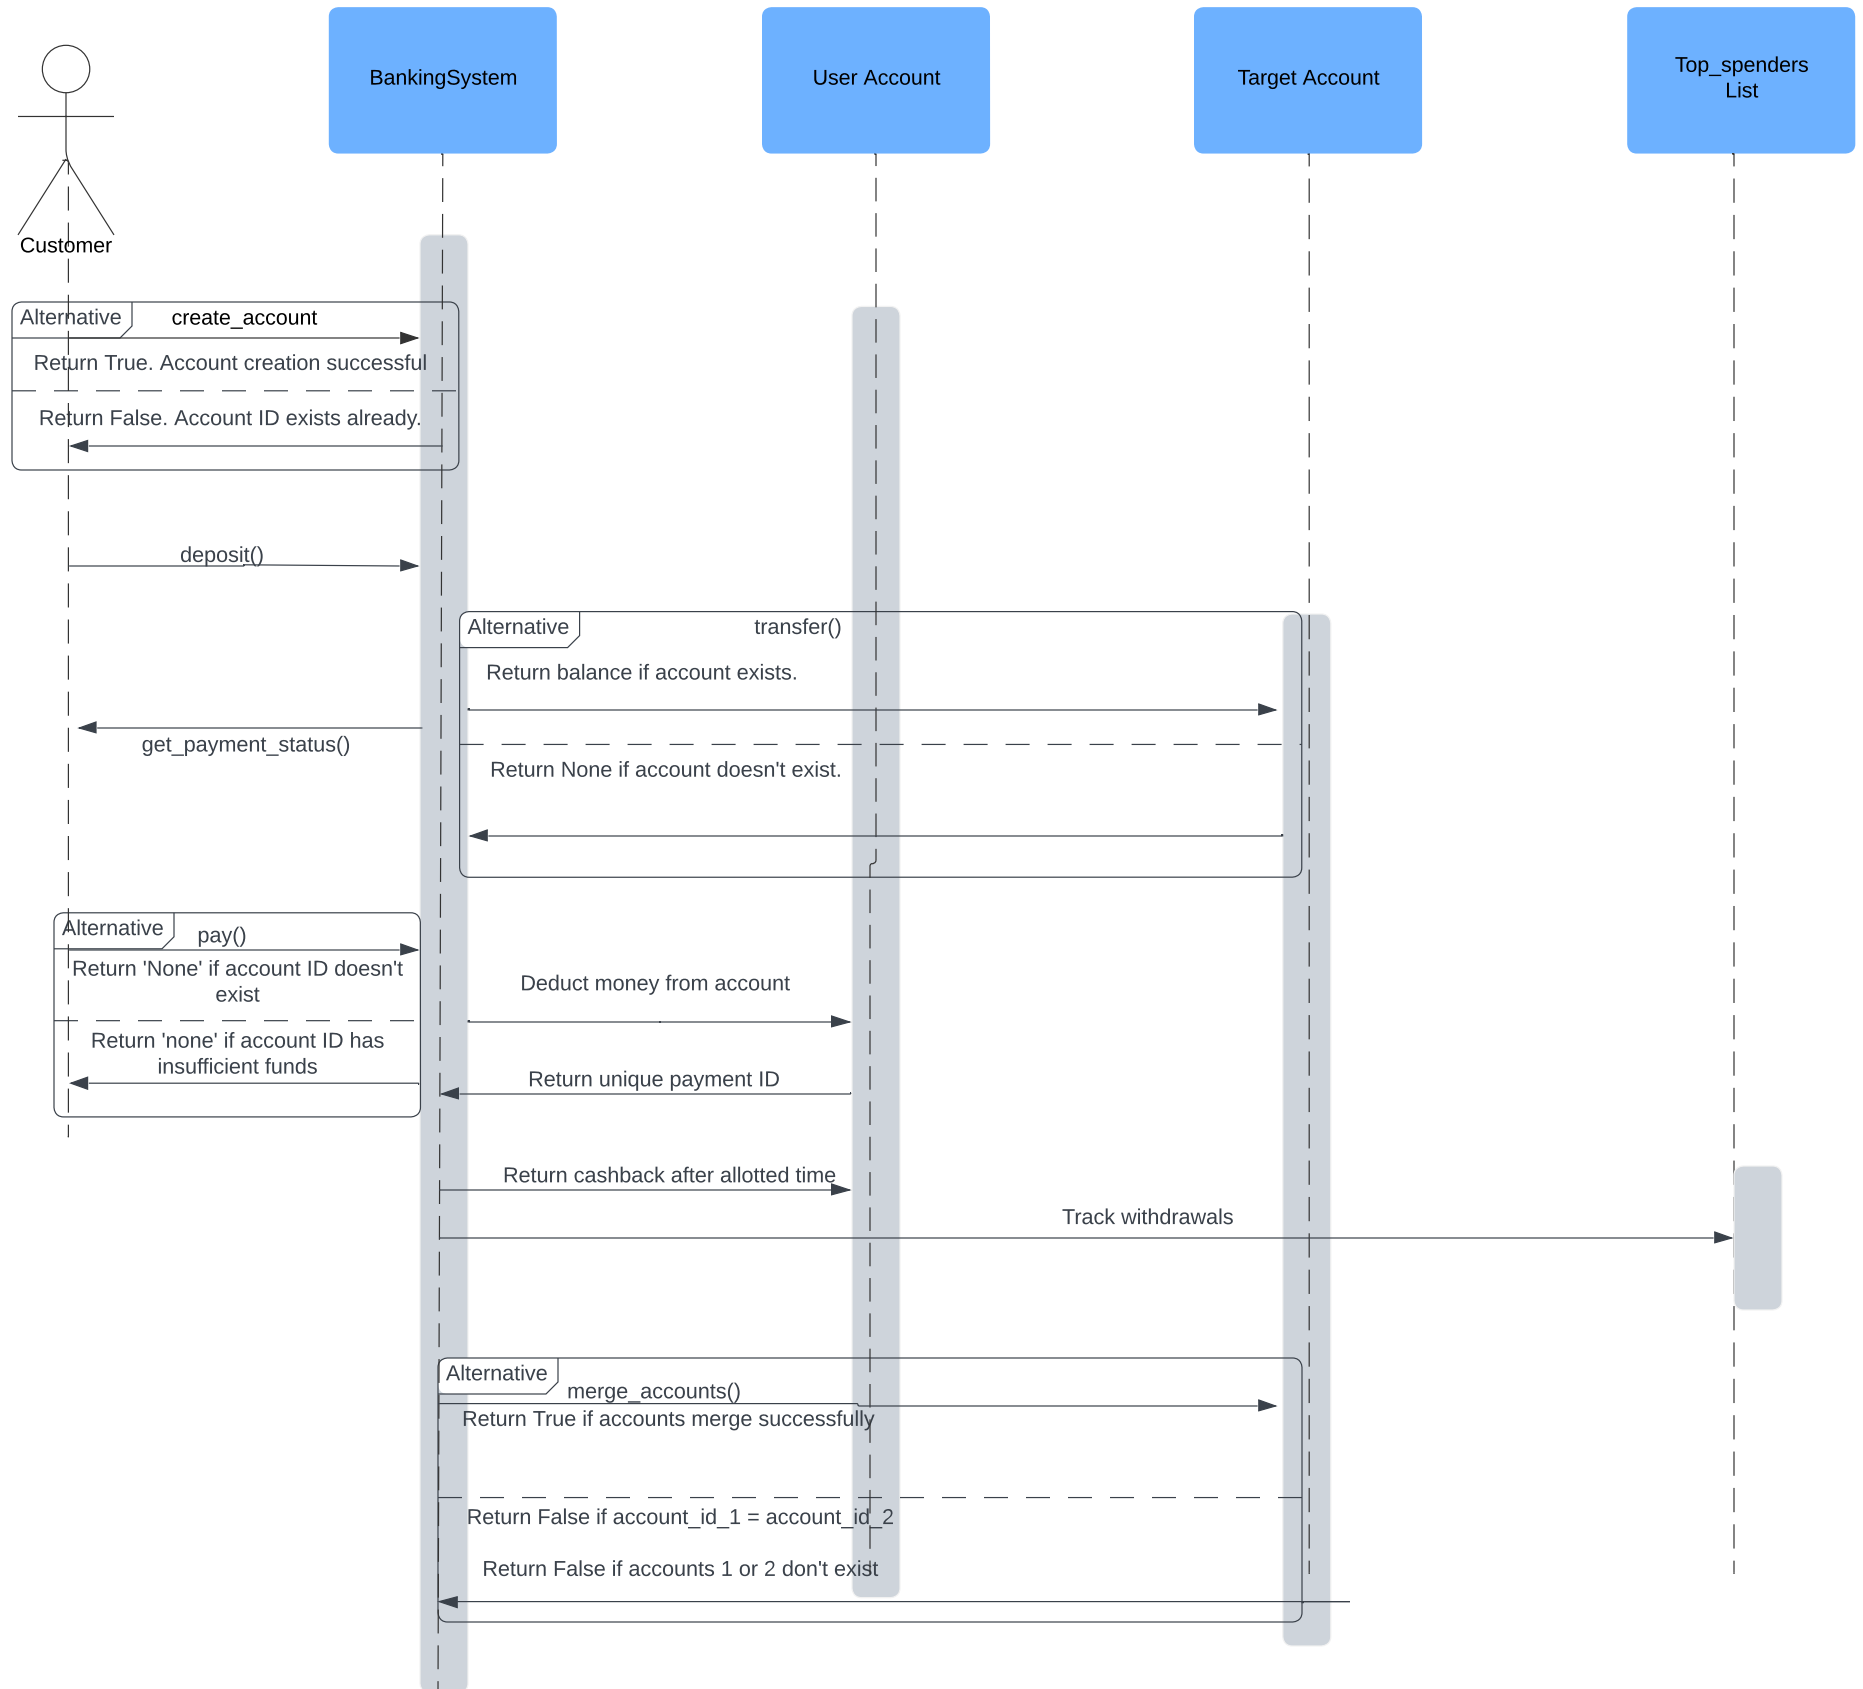 BankingSystem
User Account
Target Account
Top_spenders
List
Customer
Alternative
create_account
Return True. Account creation successful
Return False. Account ID exists already.
deposit()
Alternative
transfer()
Return balance if account exists.
get_payment_status()
Return None if account doesn't exist.
Alternative
pay()
Return 'None' if account ID doesn't
exist
Deduct money from account
Return 'none' if account ID has
insufficient funds
Return unique payment ID
Return cashback after allotted time
Track withdrawals
Alternative
merge_accounts()
Return True if accounts merge successfully
Return False if account_id_1 = account_id_2
Return False if accounts 1 or 2 don't exist